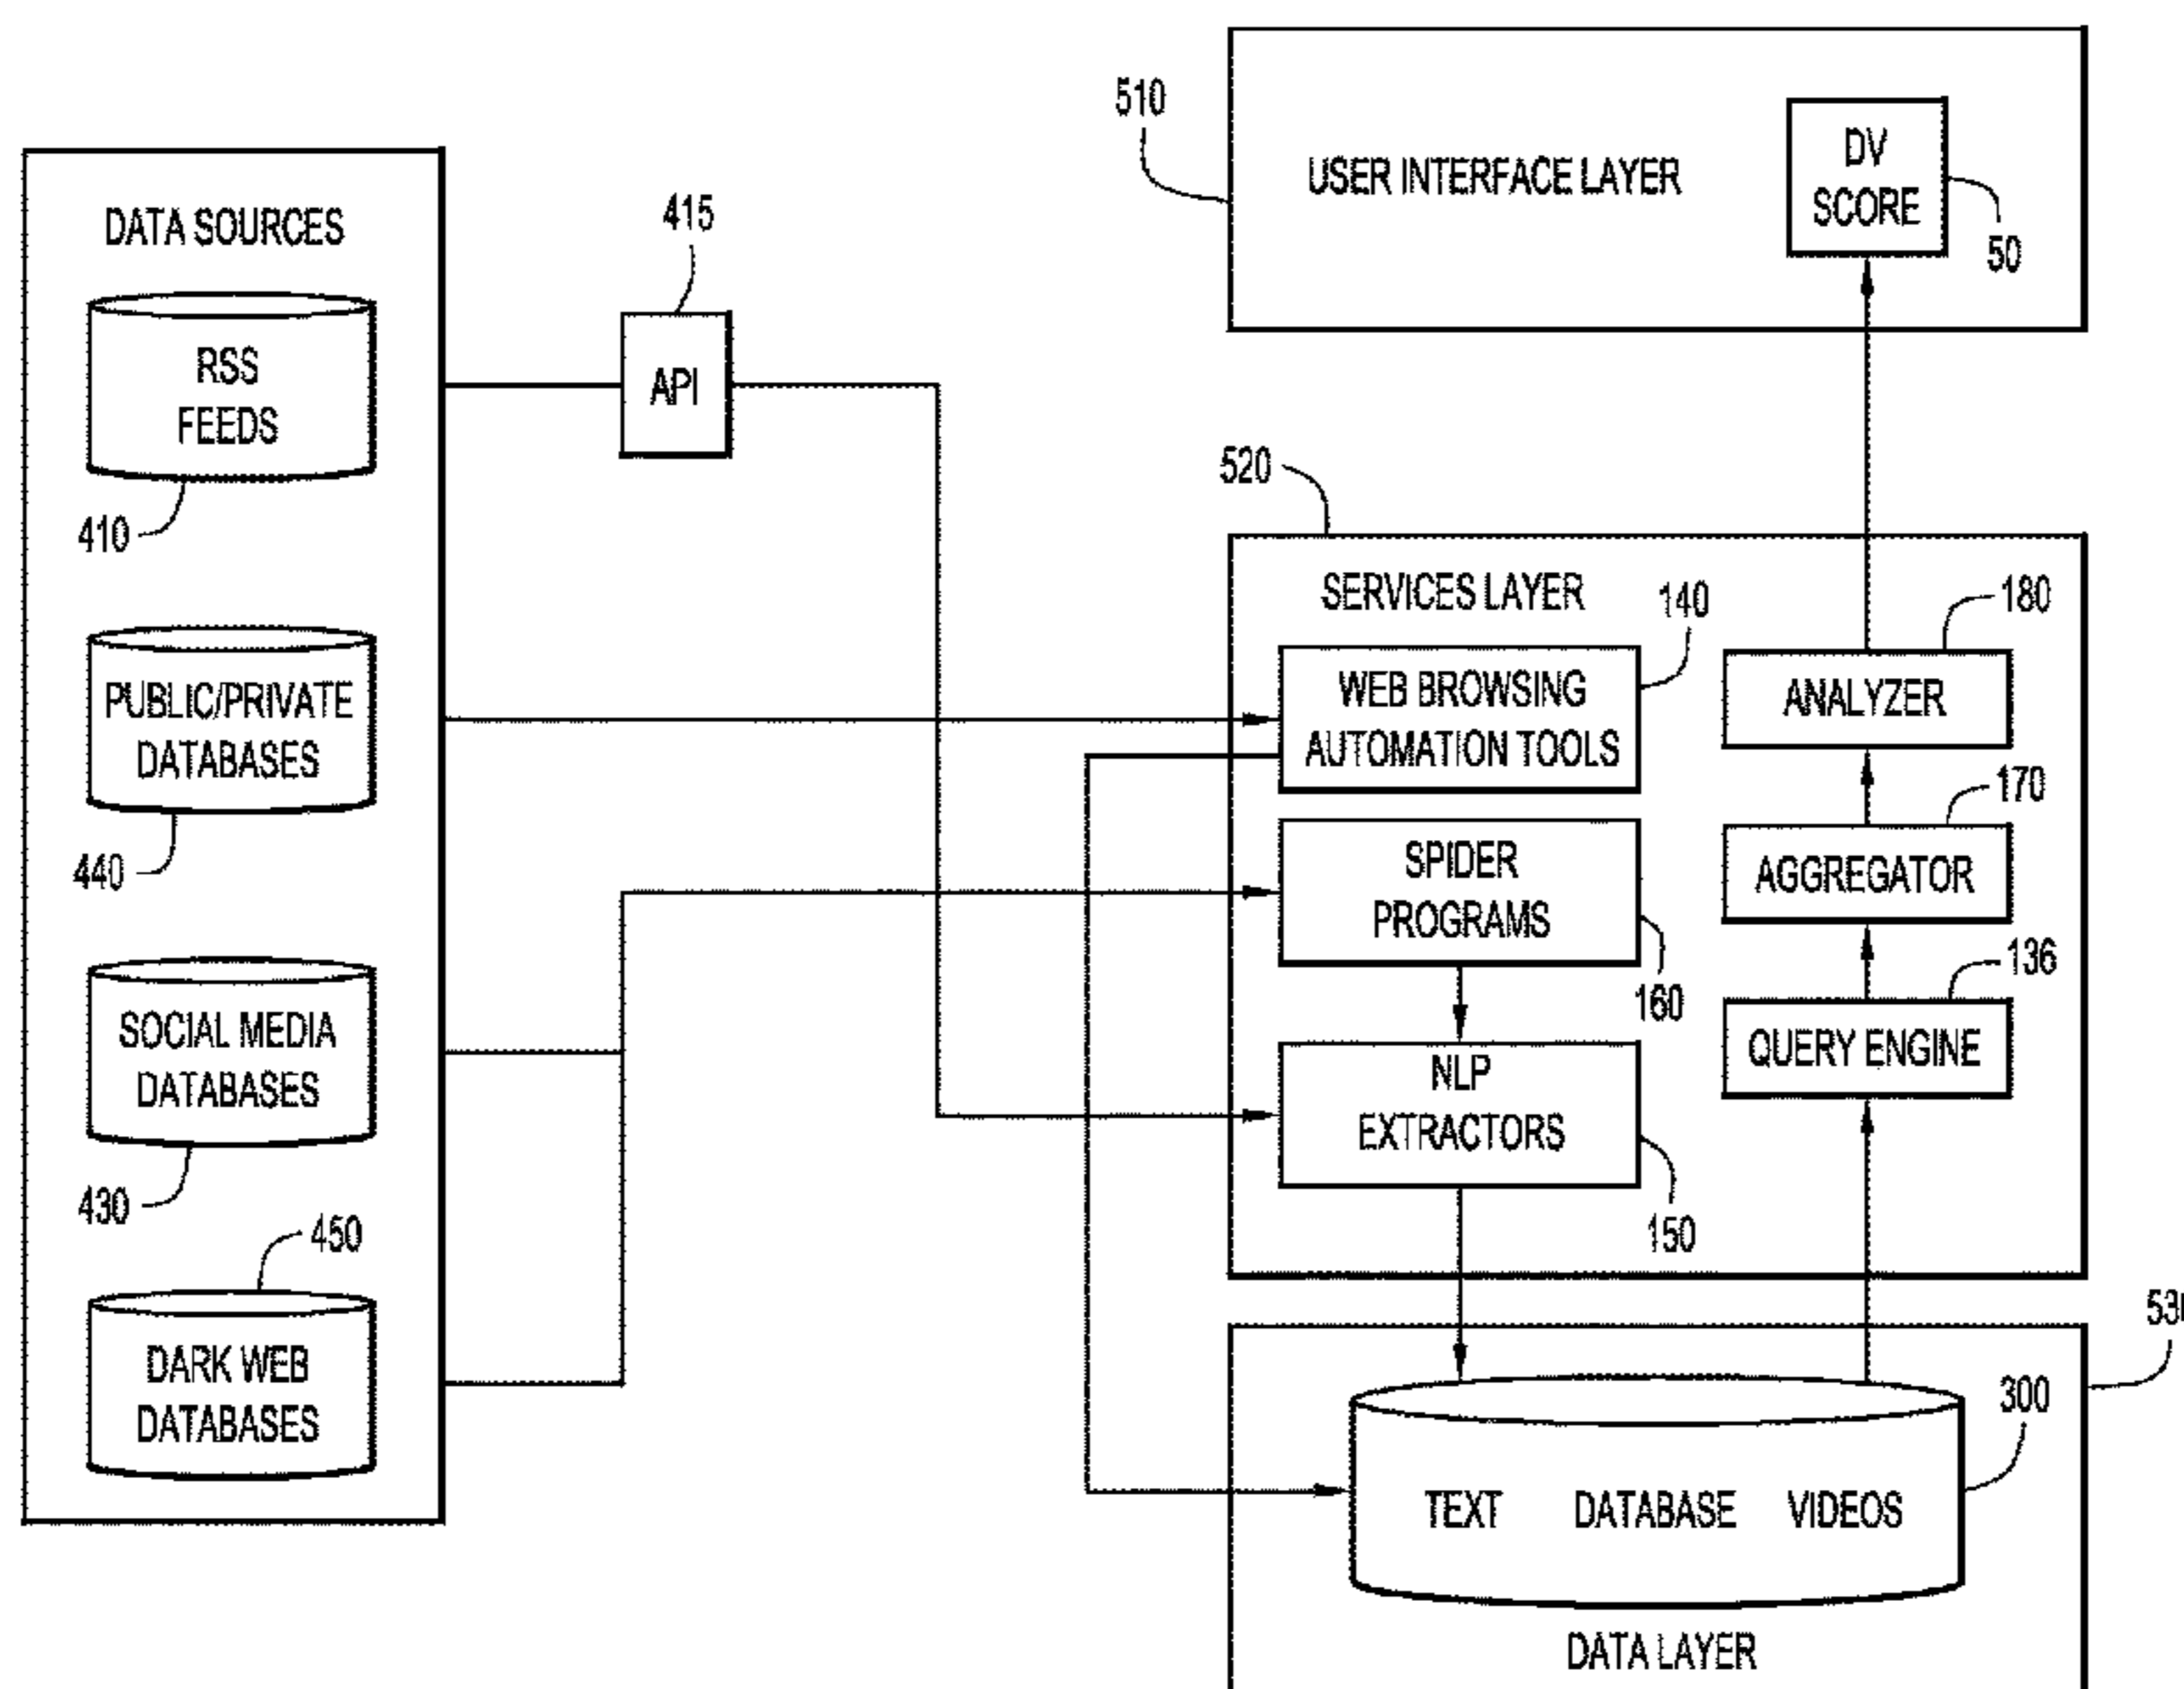 DATA SOURCES
RSS
FEEDS
410
PUBLIC/PRIVATE
DATABASES
440
SOCIAL MEDIA
DATABASES
430
450
DARK WEB
DATABASES
415
API
510
USER INTERFACE LAYER
DV
SCORE
50
520
SERVICES LAYER
140
WEB BROWSING
AUTOMATION TOOLS
SPIDER
PROGRAMS
160
NLP
EXTRACTORS
150
180
ANALYZER
170
AGGREGATOR
136
QUERY ENGINE
300
TEXT DATABASE VIDEOS
DATA LAYER